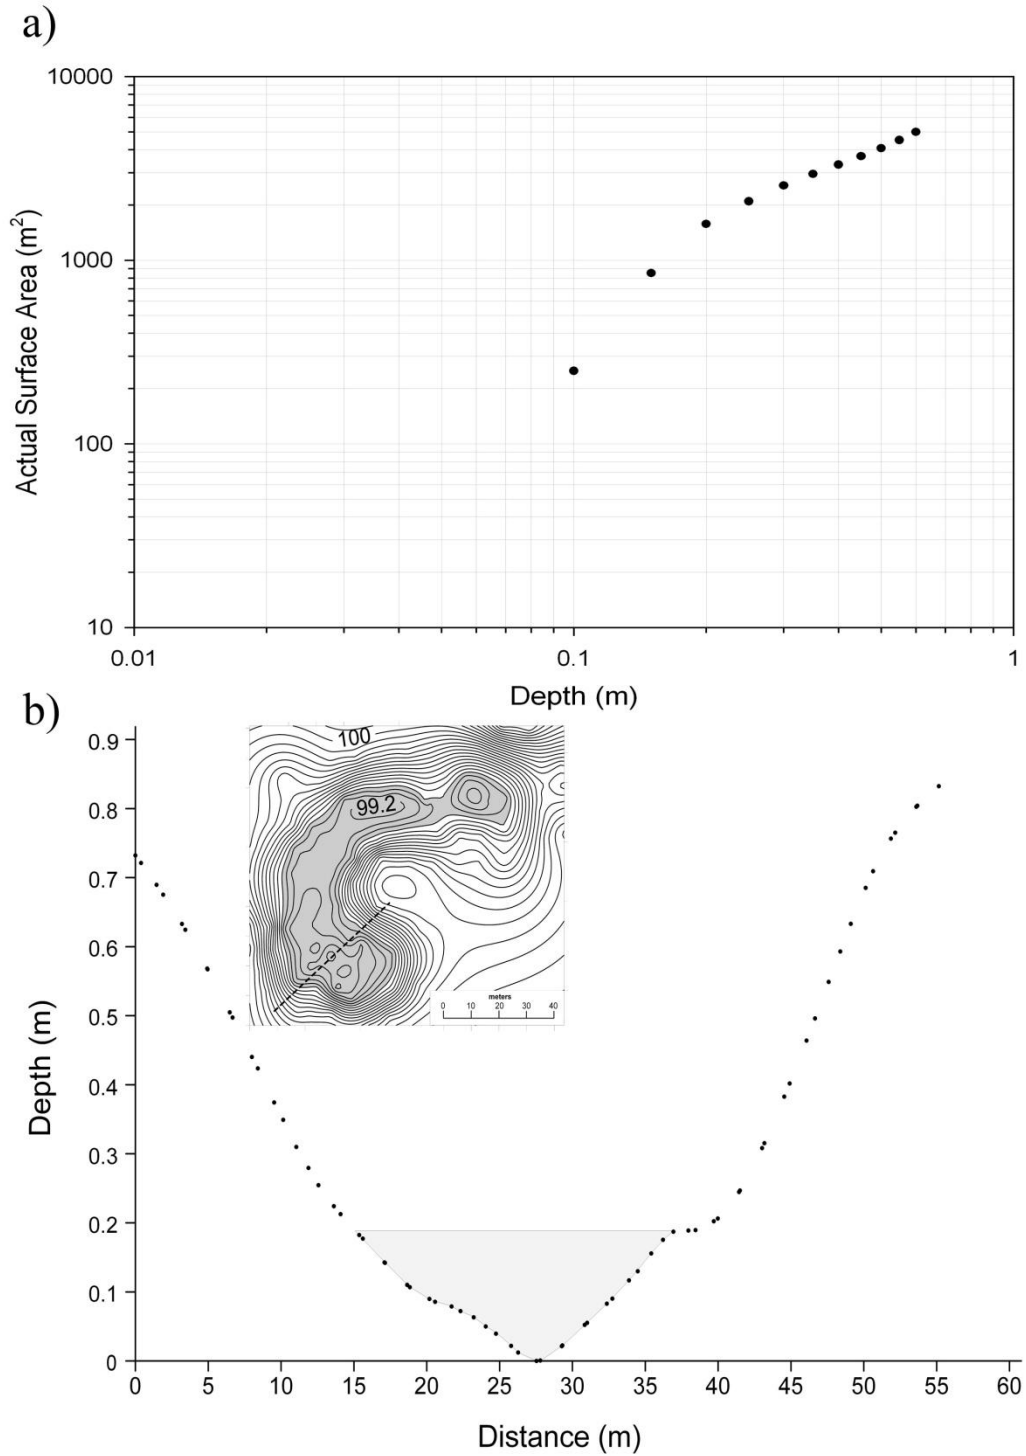 a)
Actual Surface Area (m²)
10000
1000
100
10
0.01 0.1 1
Depth (m)
b)
Depth (m)
0.9
0.8
0.7
0.6
0.5
0.4
0.3
0.2
0.1
0
100
99.2
meters
0 10 20 30 40
0 5 10 15 20 25 30 35 40 45 50 55 60
Distance (m)